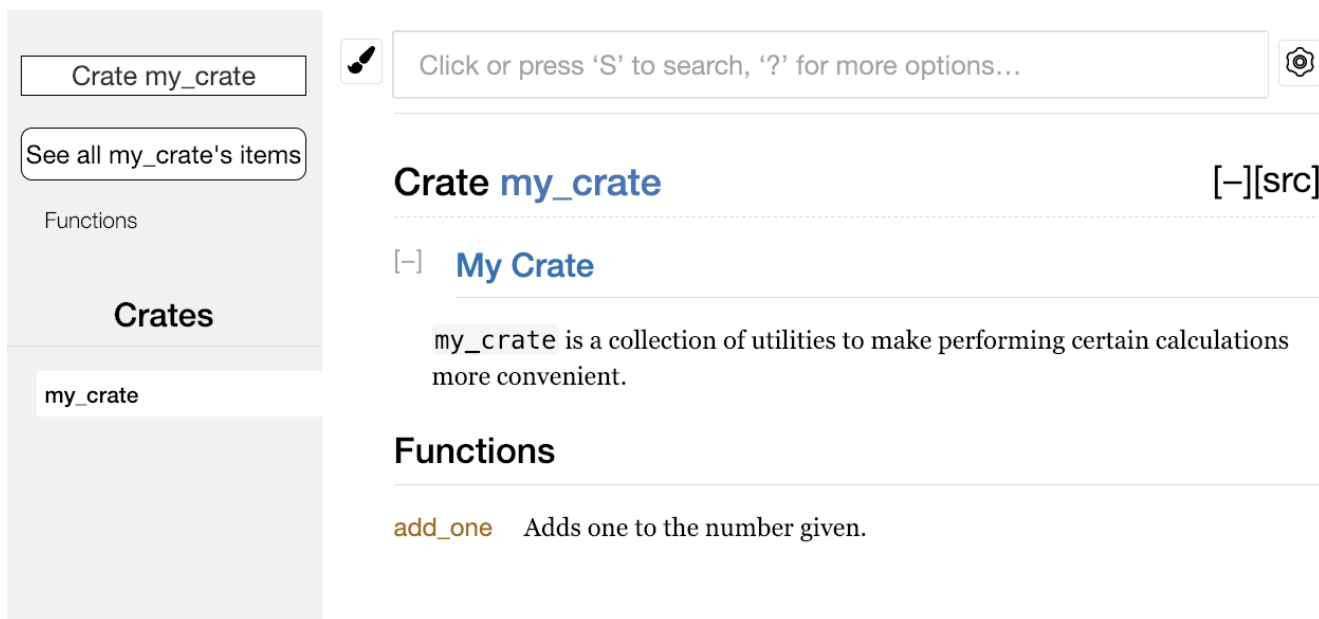 Crate my_crate
See all my_crate's items
Functions
Crates
my_crate
Click or press ‘S’ to search, ‘?’ for more options…
Crate my_crate
[−][src]
[−]
My Crate
my_crate is a collection of utilities to make performing certain calculations
more convenient.
Functions
add_one Adds one to the number given.